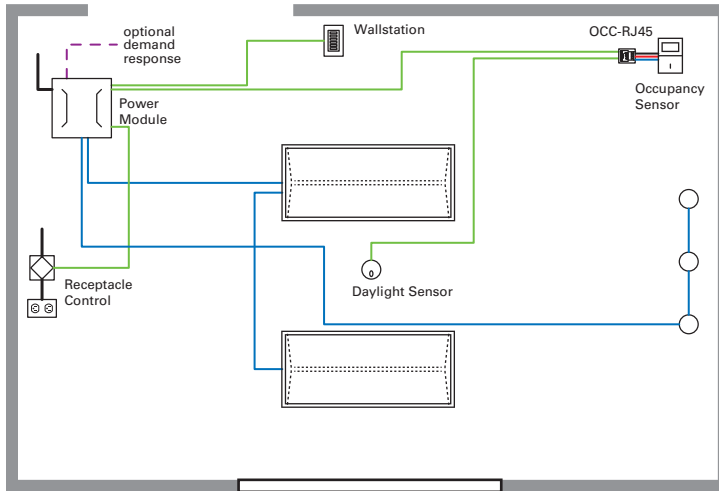 optional
demand
response
Wallstation
OCC-RJ45
Power
Module
Occupancy
Sensor
Receptacle
Control
Daylight Sensor